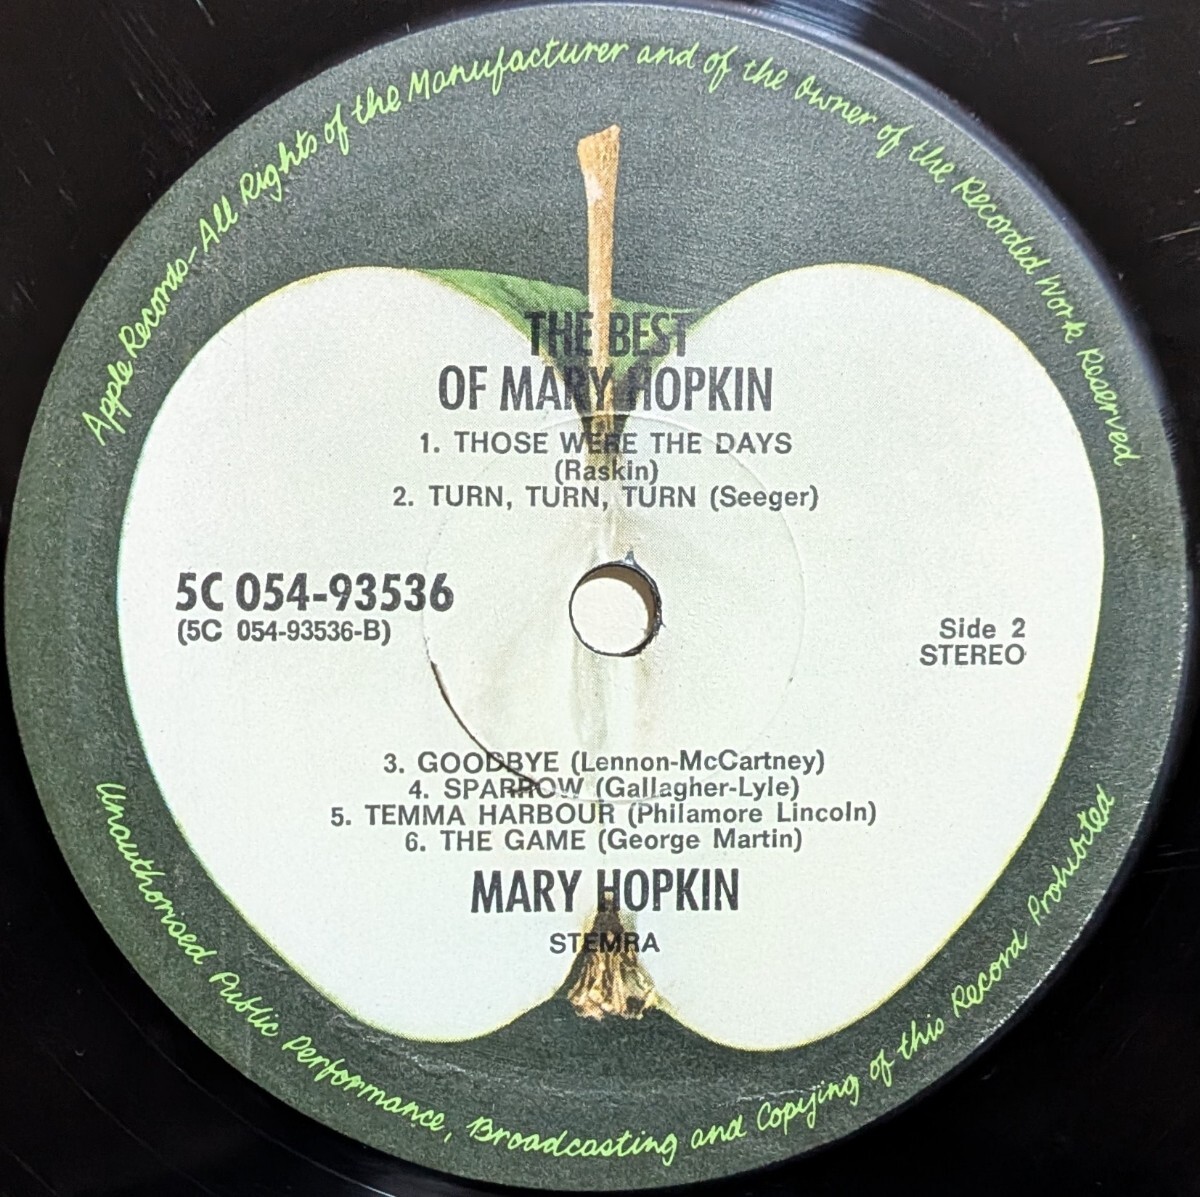 Apple Records—All Rights of the Manufacturer and of the Owner of the Recorded Work Reserved
THE BEST
OF MARY HOPKIN
1. THOSE WERE THE DAYS
(Raskin)
2. TURN, TURN, TURN (Seeger)
5C 054-93536
(5C 054-93536-B)
Side 2
STEREO
3. GOODBYE (Lennon-McCartney)
4. SPARROW (Gallagher-Lyle)
5. TEMMA HARBOUR (Philamore Lincoln)
6. THE GAME (George Martin)
MARY HOPKIN
STEMRA
Unauthorised Public Performance, Broadcasting and Copying of this Record Prohibited